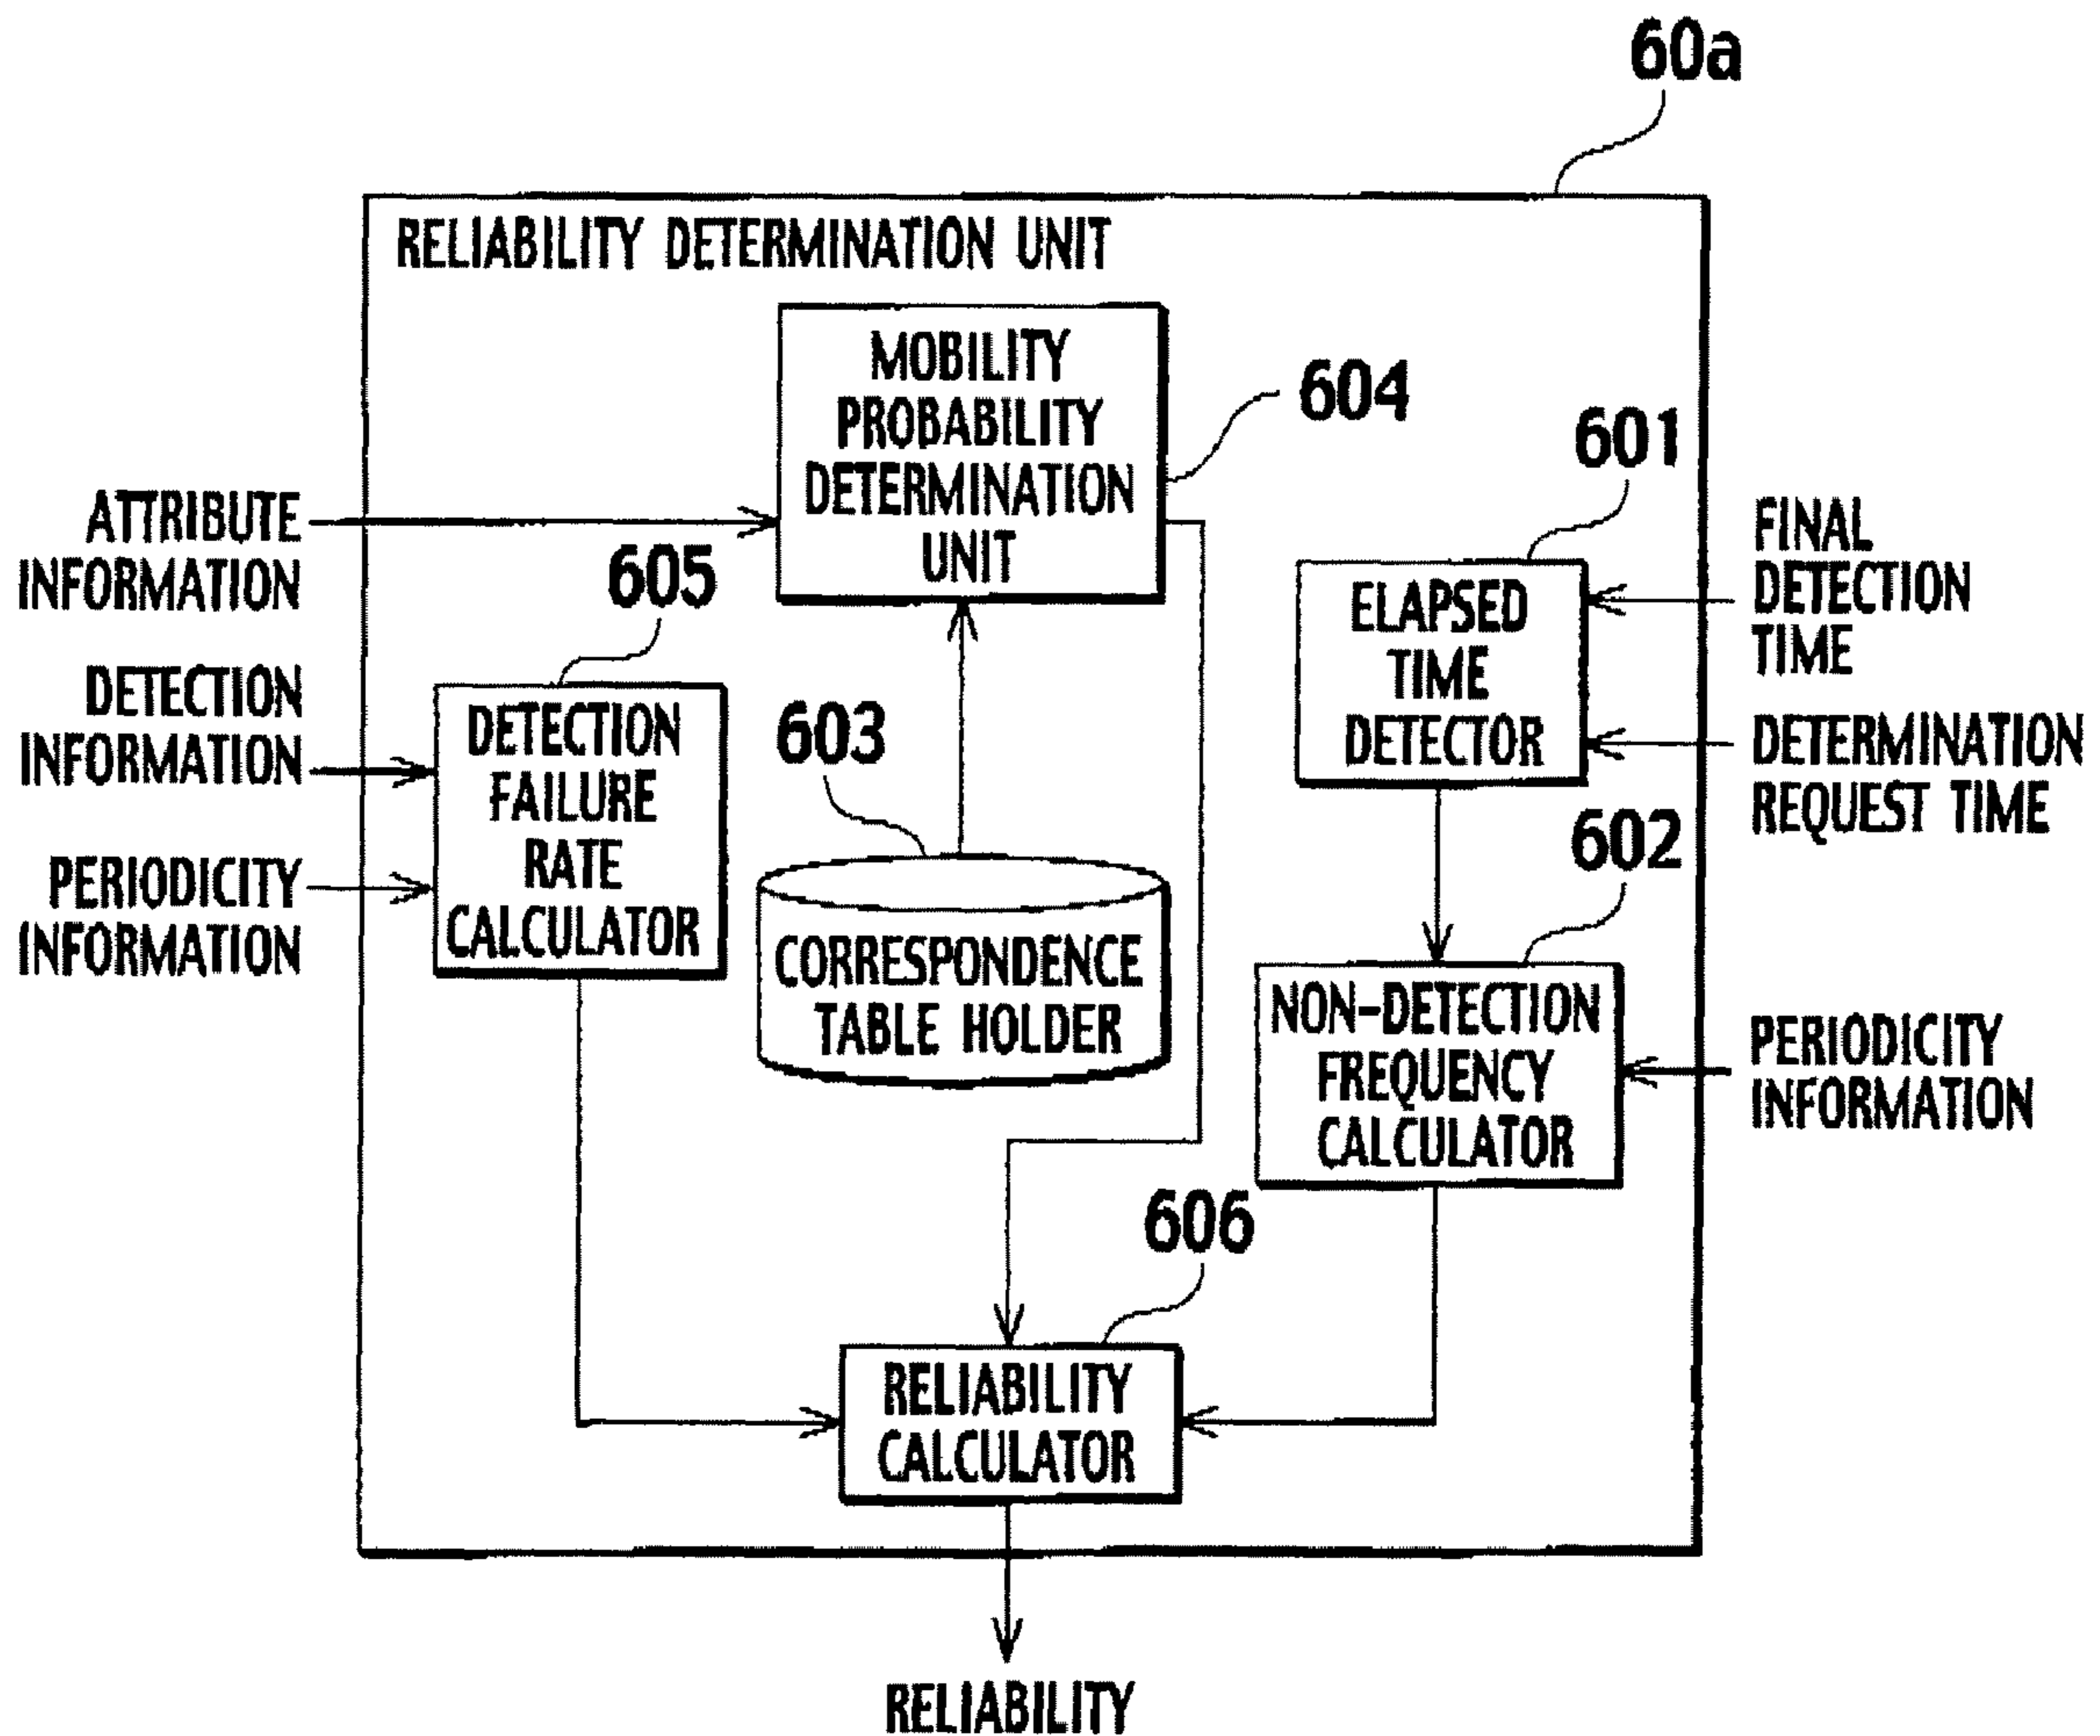 60a
RELIABILITY DETERMINATION UNIT
MOBILITY
PROBABILITY
DETERMINATION
UNIT
604
601
ATTRIBUTE
INFORMATION
605
ELAPSED
TIME
DETECTOR
FINAL
DETECTION
TIME
DETECTION
INFORMATION
DETECTION
FAILURE
RATE
CALCULATOR
603
DETERMINATION
REQUEST TIME
602
PERIODICITY
INFORMATION
CORRESPONDENCE
TABLE HOLDER
NON-DETECTION
FREQUENCY
CALCULATOR
PERIODICITY
INFORMATION
606
RELIABILITY
CALCULATOR
RELIABILITY